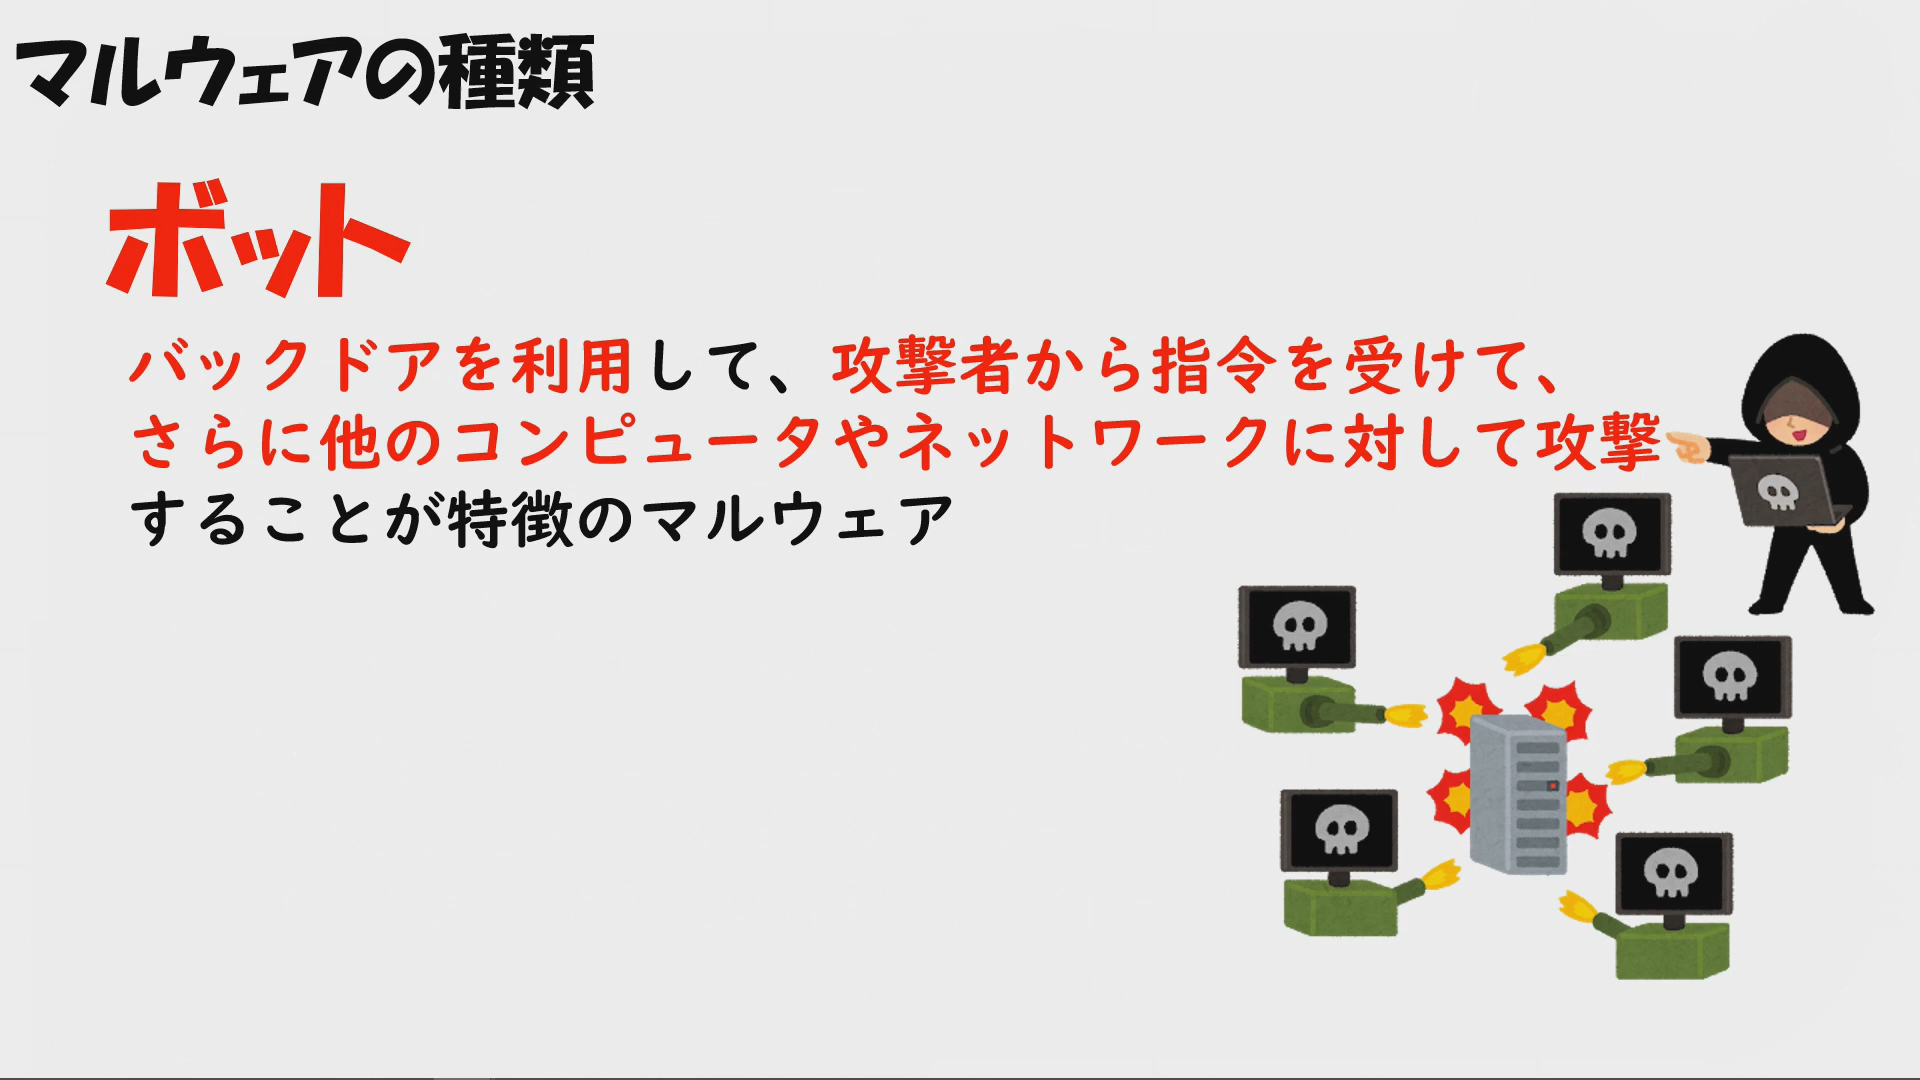 マルウェアの種類
ボット
バックドアを利用して、攻撃者から指令を受けて、
さらに他のコンピュータやネットワークに対して攻撃
することが特徴のマルウェア